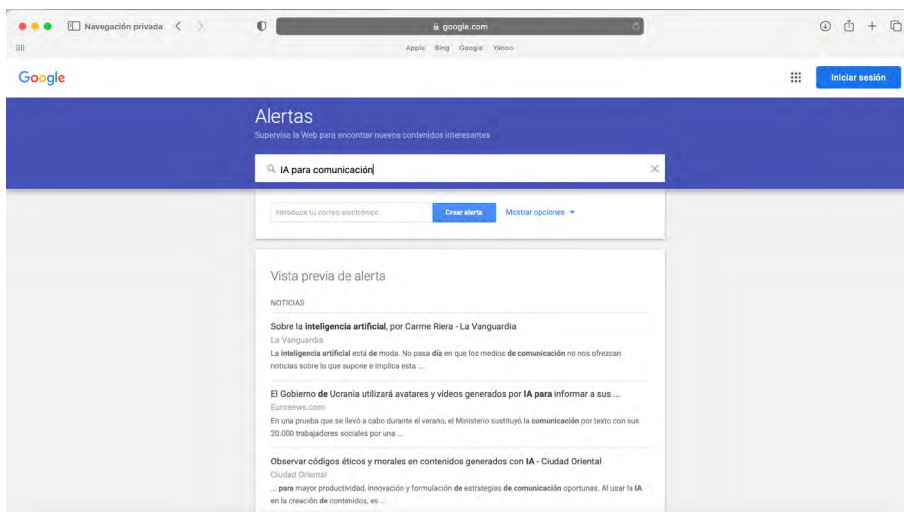 Navegación privada
google.com
Apple Bing Google Yahoo
Google
Iniciar sesión
Alertas
Supervisa la Web para encontrar nuevos contenidos interesantes
IA para comunicación
Introduce tu correo electrónico
Crear alerta
Mostrar opciones
Vista previa de alerta
NOTICIAS
Sobre la inteligencia artificial, por Carme Riera - La Vanguardia
La Vanguardia
La inteligencia artificial está de moda. No pasa día en que los medios de comunicación no nos ofrezcan
noticias sobre lo que supone e implica esta ...
El Gobierno de Ucrania utilizará avatares y vídeos generados por IA para informar a sus ...
Euronews.com
En una prueba que se llevó a cabo durante el verano, el Ministerio sustituyó la comunicación por texto con sus
20.000 trabajadores sociales por una ...
Observar códigos éticos y morales en contenidos generados con IA - Ciudad Oriental
Ciudad Oriental
... para mayor productividad, innovación y formulación de estrategias de comunicación oportunas. Al usar la IA
en la creación de contenidos, es ...